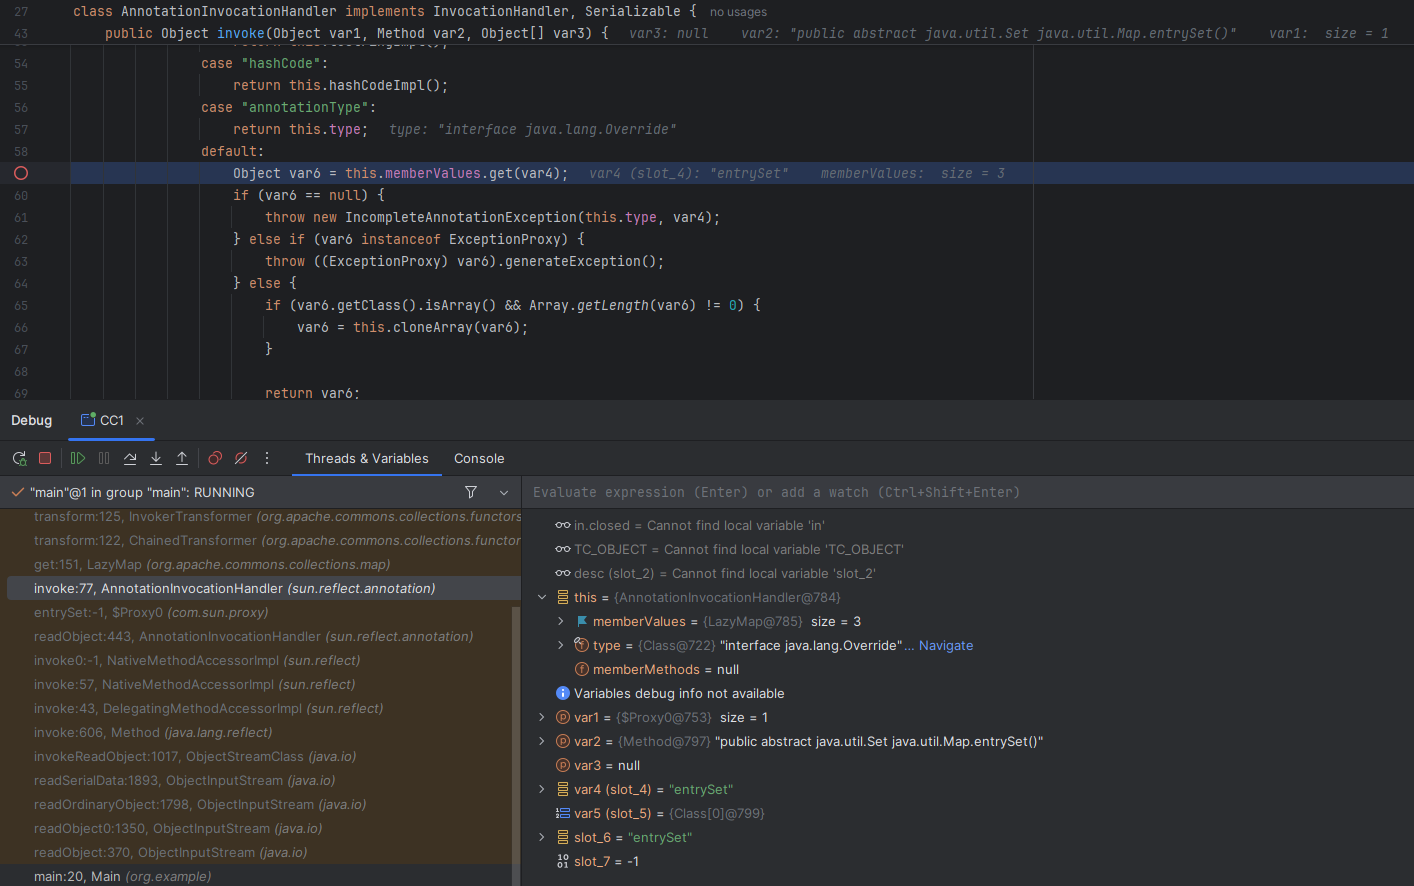 27 class AnnotationInvocationHandler implements InvocationHandler, Serializable { no usages
43 public Object invoke(Object var1, Method var2, Object[] var3) { var3: null var2: "public abstract java.util.Set java.util.Map.entrySet()" var1: size = 1
54 case "hashCode":
55 return this.hashCodeImpl();
56 case "annotationType":
57 return this.type; type: "interface java.lang.Override"
58 default:
Object var6 = this.memberValues.get(var4); var4 (slot_4): "entrySet" memberValues: size = 3
60 if (var6 == null) {
61 throw new IncompleteAnnotationException(this.type, var4);
62 } else if (var6 instanceof ExceptionProxy) {
63 throw ((ExceptionProxy) var6).generateException();
64 } else {
65 if (var6.getClass().isArray() && Array.getLength(var6) != 0) {
66 var6 = this.cloneArray(var6);
67 }
68
69 return var6;
Debug CC1
Threads & Variables Console
"main"@1 in group "main": RUNNING
transform:125, InvokerTransformer (org.apache.commons.collections.functors
transform:122, ChainedTransformer (org.apache.commons.collections.functor
get:151, LazyMap (org.apache.commons.collections.map)
invoke:77, AnnotationInvocationHandler (sun.reflect.annotation)
entrySet:-1, $Proxy0 (com.sun.proxy)
readObject:443, AnnotationInvocationHandler (sun.reflect.annotation)
invoke0:-1, NativeMethodAccessorImpl (sun.reflect)
invoke:57, NativeMethodAccessorImpl (sun.reflect)
invoke:43, DelegatingMethodAccessorImpl (sun.reflect)
invoke:606, Method (java.lang.reflect)
invokeReadObject:1017, ObjectStreamClass (java.io)
readSerialData:1893, ObjectInputStream (java.io)
readOrdinaryObject:1798, ObjectInputStream (java.io)
readObject0:1350, ObjectInputStream (java.io)
readObject:370, ObjectInputStream (java.io)
main:20, Main (org.example)
Evaluate expression (Enter) or add a watch (Ctrl+Shift+Enter)
in.closed = Cannot find local variable 'in'
TC_OBJECT = Cannot find local variable 'TC_OBJECT'
desc (slot_2) = Cannot find local variable 'slot_2'
this = {AnnotationInvocationHandler@784}
memberValues = {LazyMap@785} size = 3
type = {Class@722} "interface java.lang.Override"... Navigate
memberMethods = null
Variables debug info not available
var1 = {$Proxy0@753} size = 1
var2 = {Method@797} "public abstract java.util.Set java.util.Map.entrySet()"
var3 = null
var4 (slot_4) = "entrySet"
var5 (slot_5) = {Class[0]@799}
slot_6 = "entrySet"
slot_7 = -1